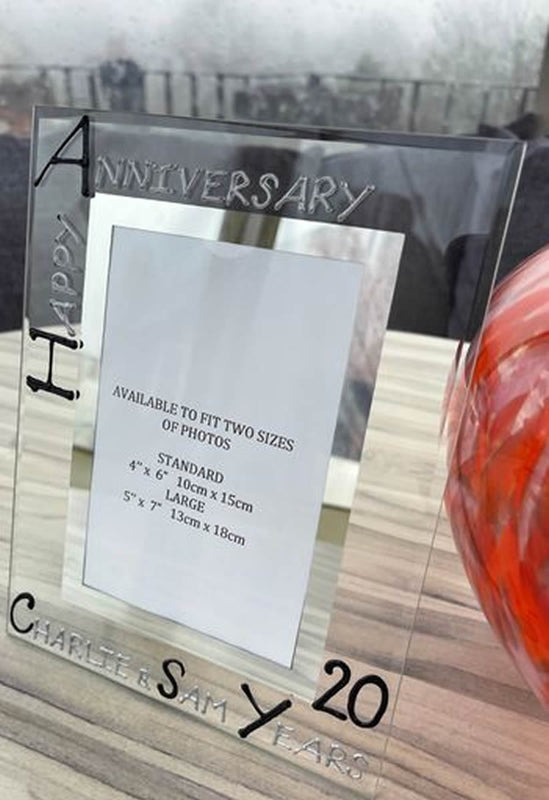 HAPPY
ANNIVERSARY
AVAILABLE TO FIT TWO SIZES
OF PHOTOS
STANDARD
4" x 6" 10cm x 15cm
LARGE
5" x 7" 13cm x 18cm
CHARLIE & SAM
20
YEARS